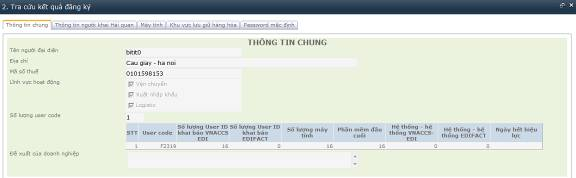 2. Tra cứu kết quả đăng ký
Thông tin chung Thông tin người khai Hải quan Máy tính Khu vực lưu giữ hàng hóa Password mặc định
THÔNG TIN CHUNG
Tên người đại diện bitit0
Địa chỉ Cau giay - ha noi
Mã số thuế 0101598153
Lĩnh vực hoạt động Vận chuyển
Xuất nhập khẩu
Logistic
Số lượng user code 1
STT User code Số lượng User ID khai báo VNACCS EDI Số lượng User ID khai báo EDIFACT Số lượng máy tính Phần mềm đầu cuối Hệ thống - hệ thống VNACCS-EDI Hệ thống - hệ thống EDIFACT Ngày hết hiệu lực
1 F2319 16 0 16 16 0 0
Đề xuất của doanh nghiệp